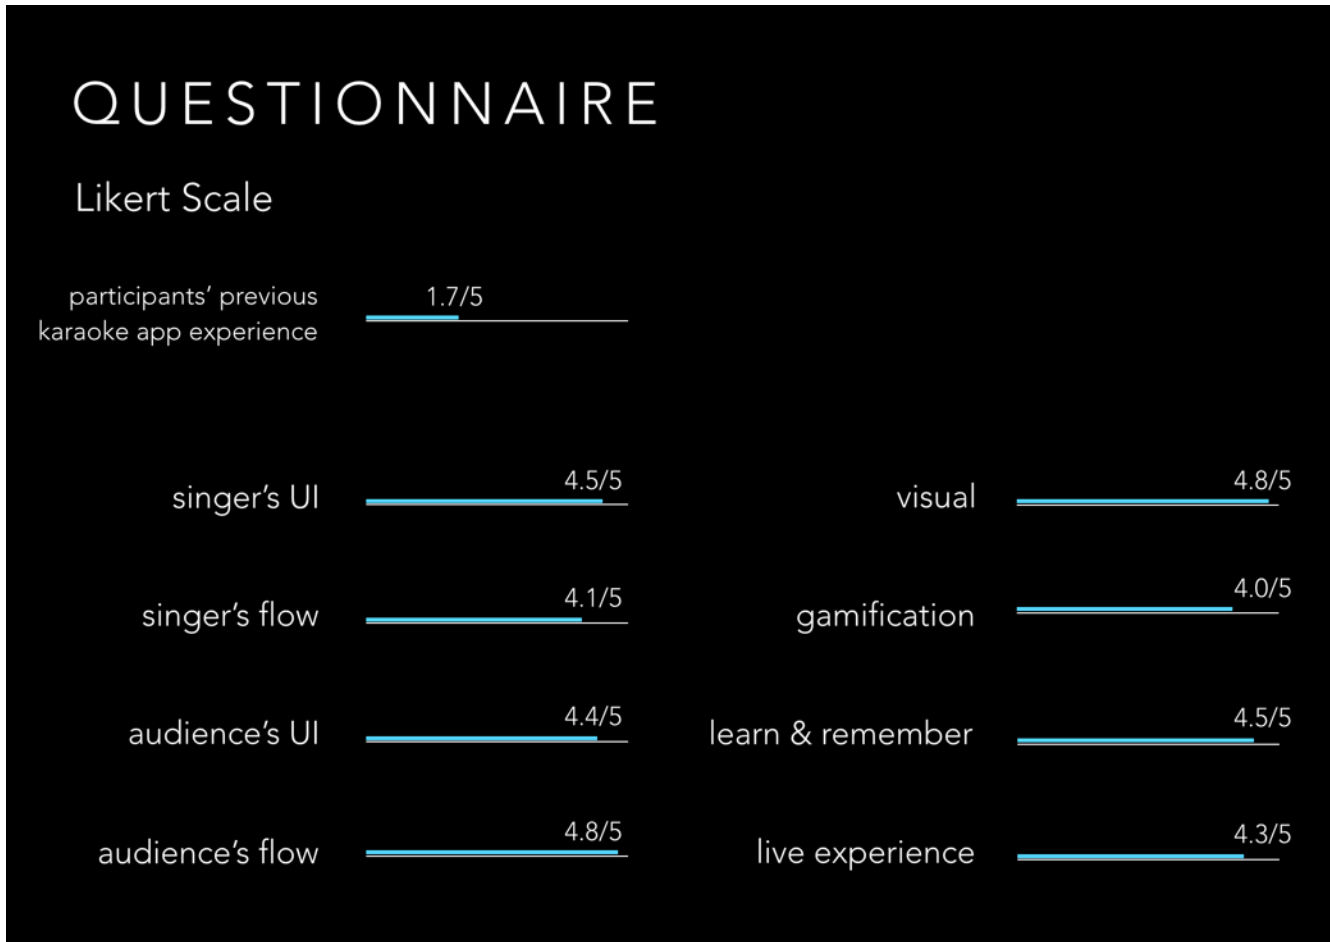 QUESTIONNAIRE
Likert Scale
participants’ previous
karaoke app experience
1.7/5
singer’s UI
4.5/5
singer’s flow
4.1/5
audience’s UI
4.4/5
audience’s flow
4.8/5
visual
4.8/5
gamification
4.0/5
learn & remember
4.5/5
live experience
4.3/5